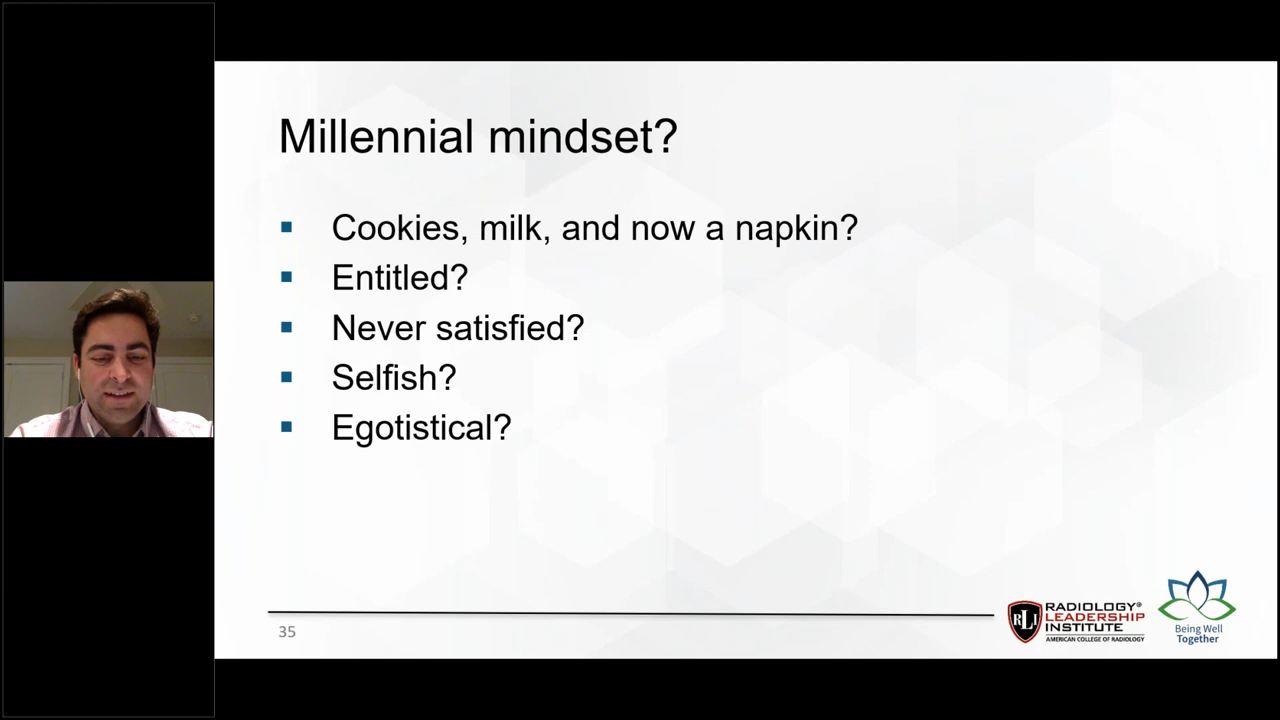 Millennial mindset?
Cookies, milk, and now a napkin?
Entitled?
Never satisfied?
Selfish?
Egotistical?
35
RLI
RADIOLOGY®
LEADERSHIP
INSTITUTE
AMERICAN COLLEGE OF RADIOLOGY
Being Well
Together